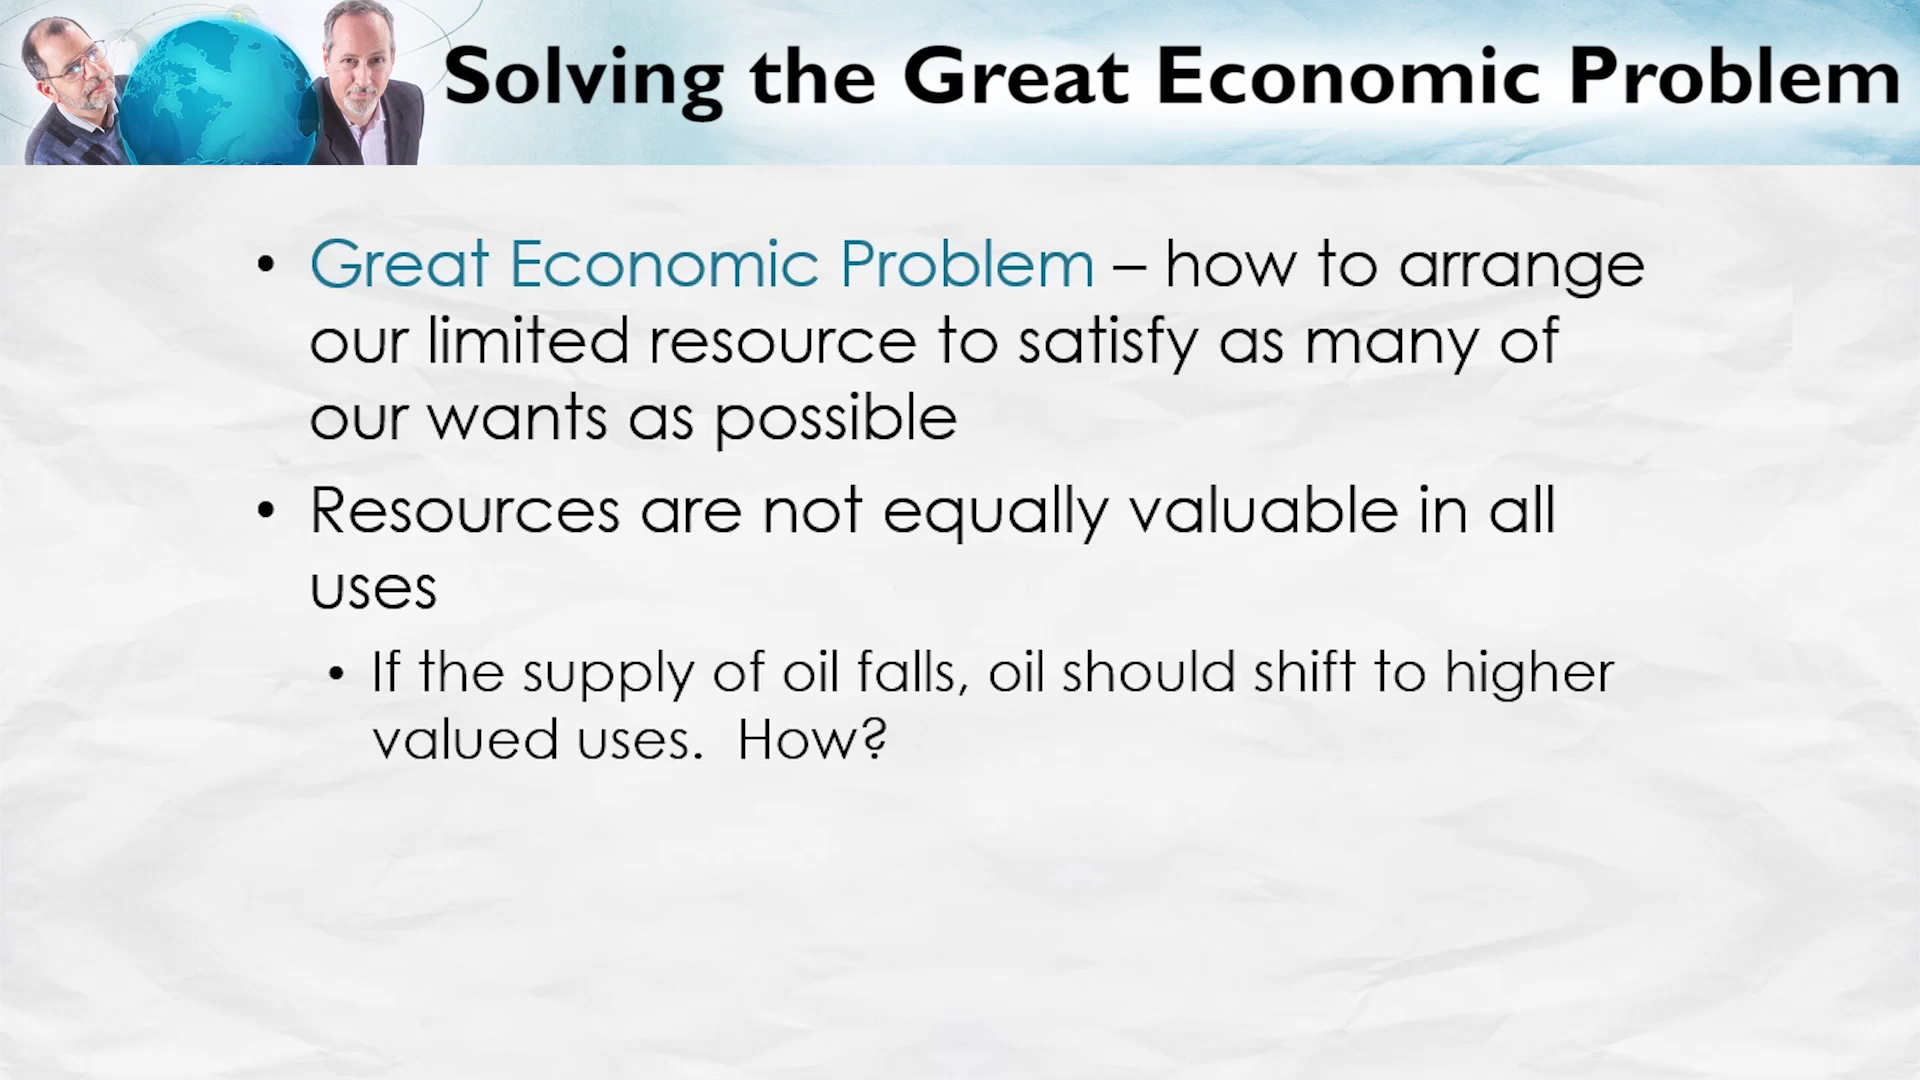 Solving the Great Economic Problem
• Great Economic Problem – how to arrange
our limited resource to satisfy as many of
our wants as possible
• Resources are not equally valuable in all
uses
• If the supply of oil falls, oil should shift to higher
valued uses.  How?